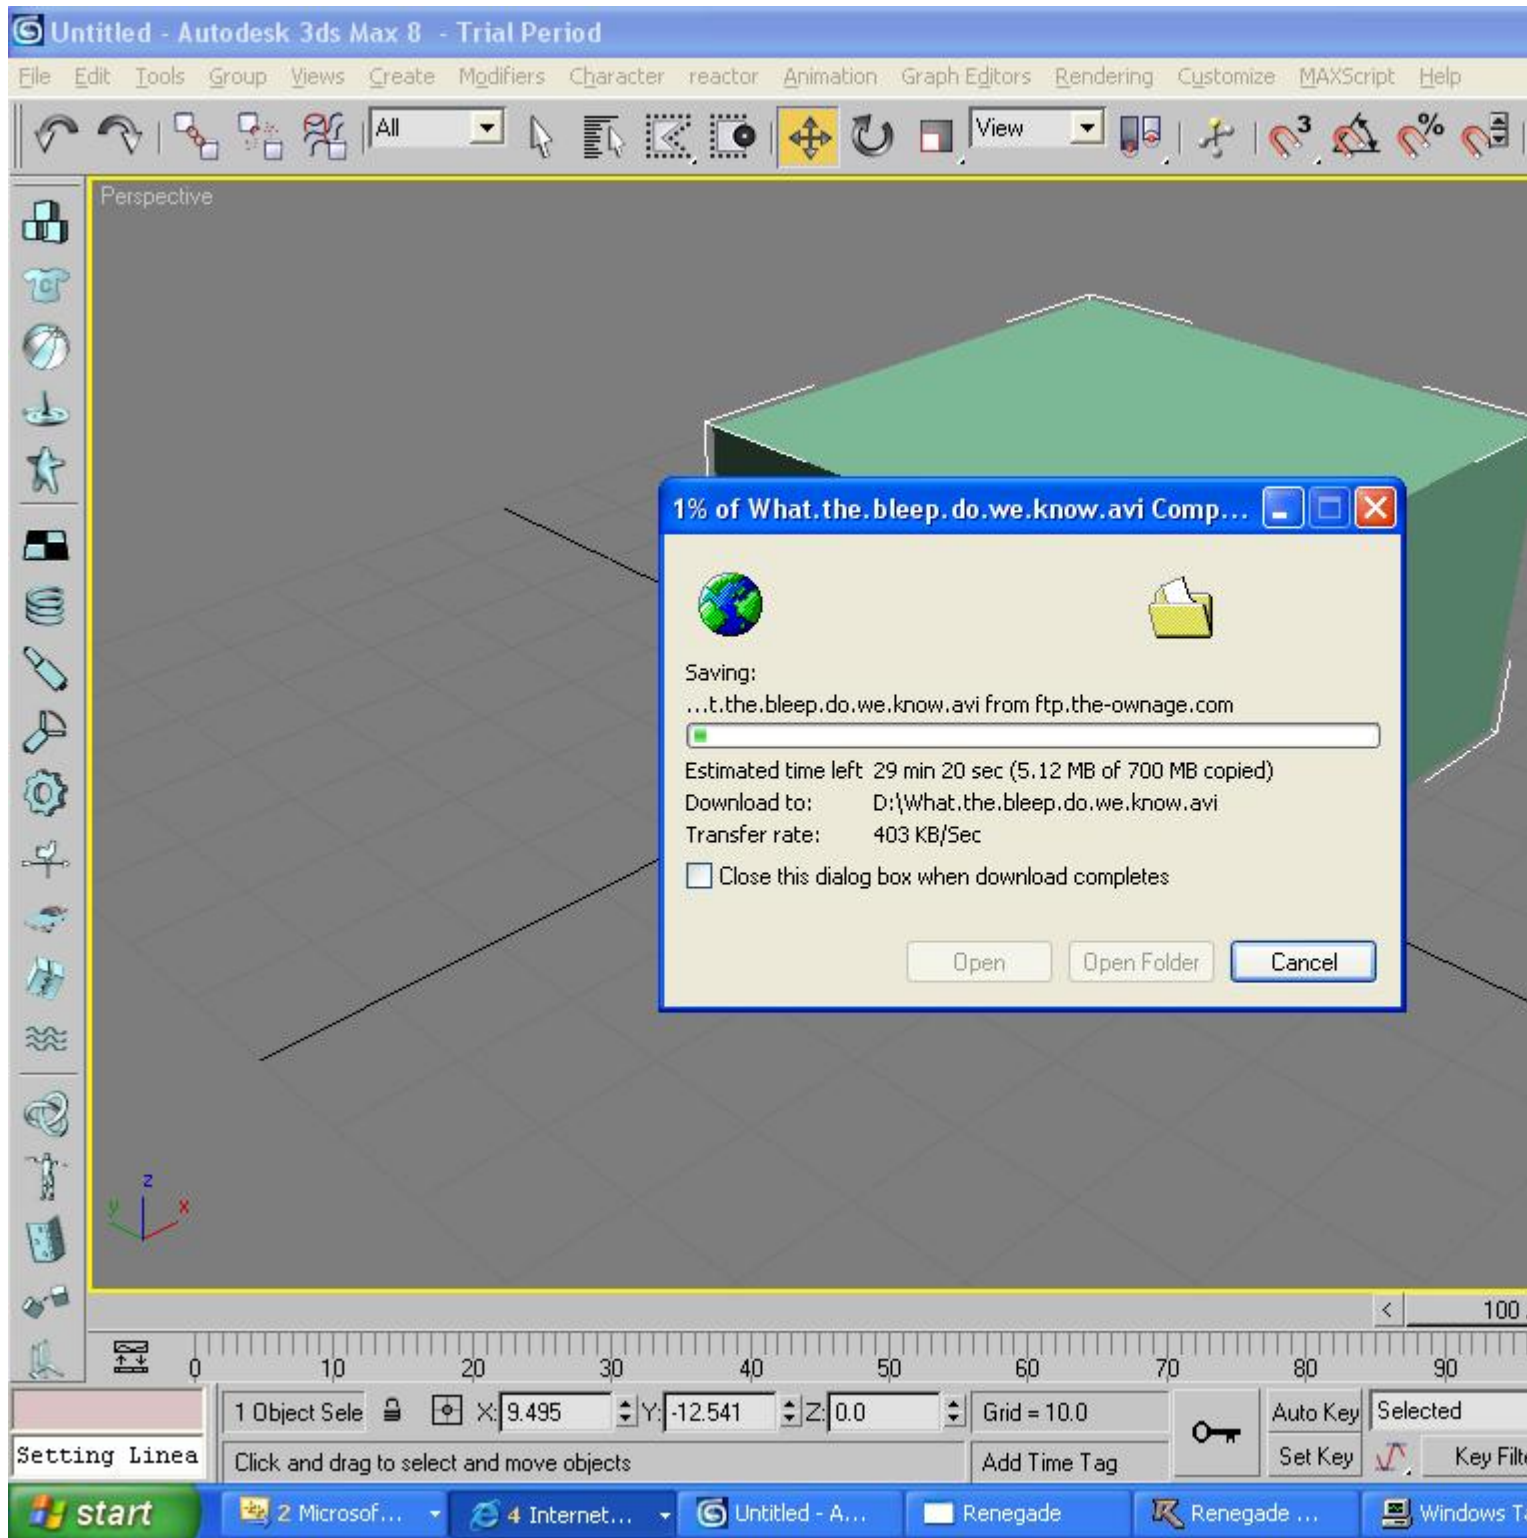 Untitled - Autodesk 3ds Max 8 - Trial Period
File Edit Tools Group Views Create Modifiers Character reactor Animation Graph Editors Rendering Customize MAXScript Help
All View 3 %
Perspective
1% of What.the.bleep.do.we.know.avi Comp...
Saving:
...t.the.bleep.do.we.know.avi from ftp.the-ownage.com
Estimated time left 29 min 20 sec (5.12 MB of 700 MB copied)
Download to: D:\What.the.bleep.do.we.know.avi
Transfer rate: 403 KB/Sec
Close this dialog box when download completes
Open Open Folder Cancel
z
y x
< 100
0 10 20 30 40 50 60 70 80 90
1 Object Sele X: 9.495 Y: -12.541 Z: 0.0 Grid = 10.0 Auto Key Selected
Setting Linea Click and drag to select and move objects Add Time Tag Set Key Key Filte
start 2 Microsof... 4 Internet... Untitled - A... Renegade Renegade ... Windows Ta